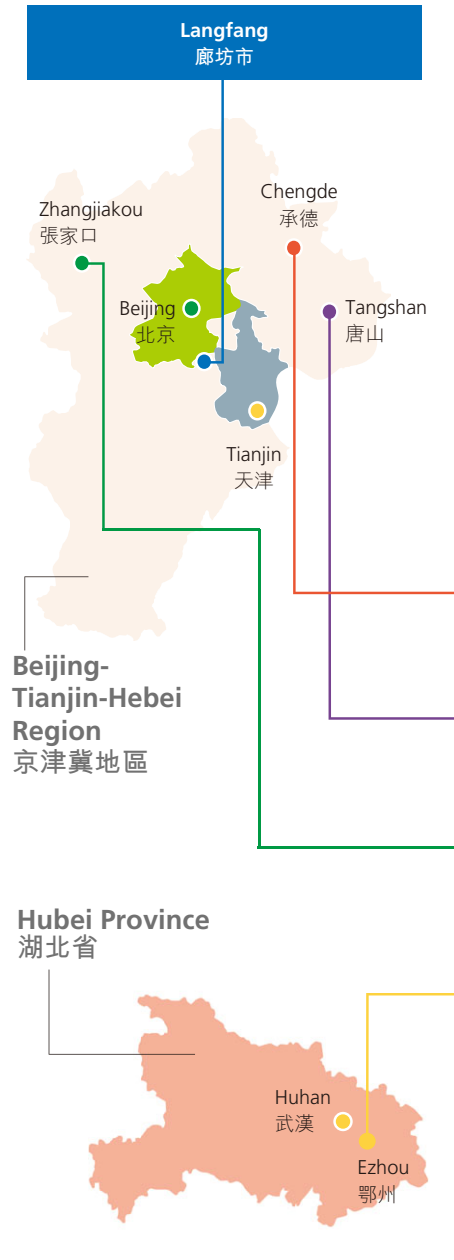 Langfang
廊坊市
Chengde
承德
Zhangjiakou
張家口
Beijing
北京
Tangshan
唐山
Tianjin
天津
Beijing-
Tianjin-Hebei
Region
京津冀地區
Hubei Province
湖北省
Huhan
武漢
Ezhou
鄂州